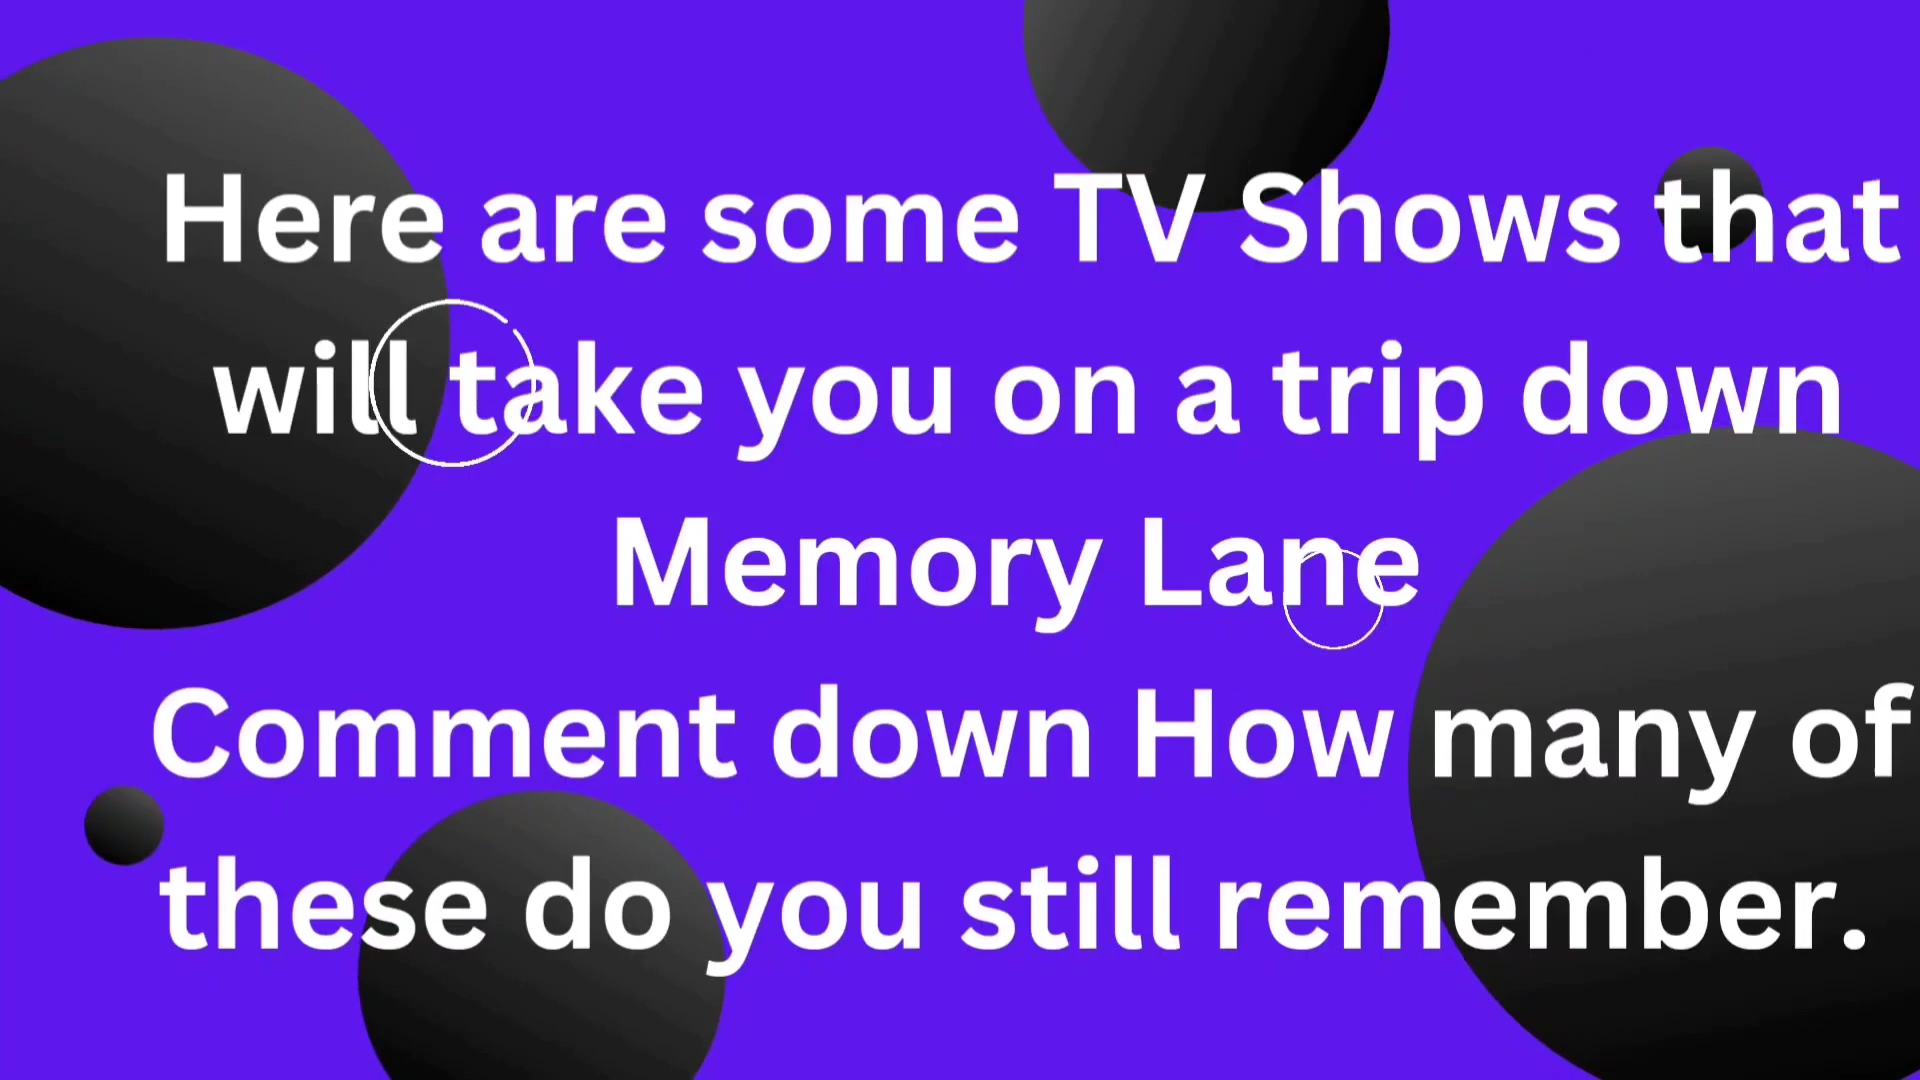 Here are some TV Shows that
will take you on a trip down
Memory Lane
Comment down How many of
these do you still remember.